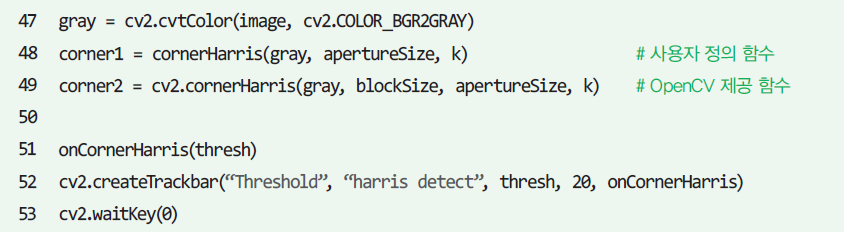 47 gray = cv2.cvtColor(image, cv2.COLOR_BGR2GRAY)
48 corner1 = cornerHarris(gray, apertureSize, k) # 사용자 정의 함수
49 corner2 = cv2.cornerHarris(gray, blockSize, apertureSize, k) # OpenCV 제공 함수
50
51 onCornerHarris(thresh)
52 cv2.createTrackbar(“Threshold”, “harris detect”, thresh, 20, onCornerHarris)
53 cv2.waitKey(0)